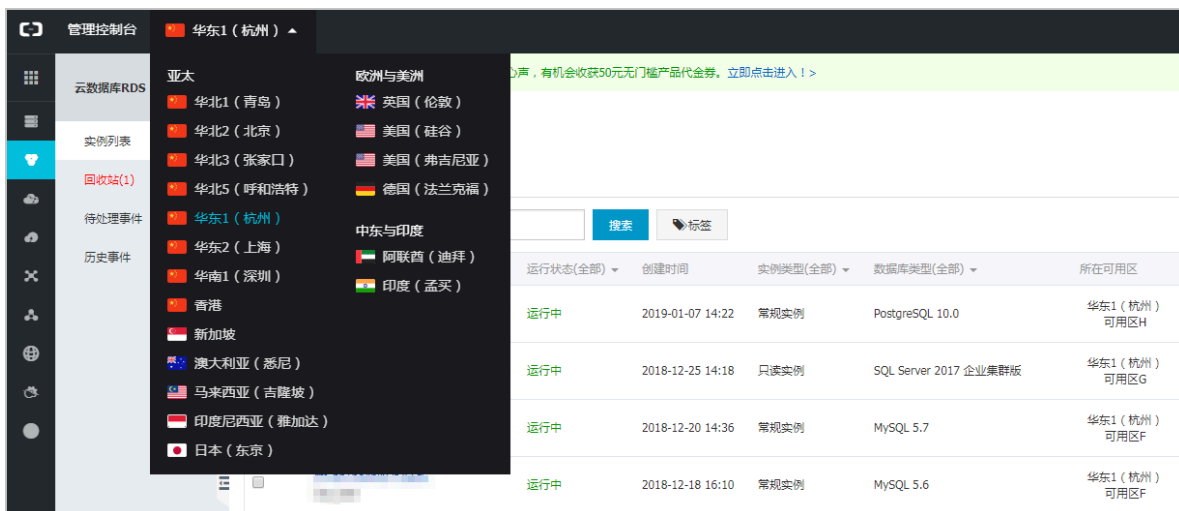 管理控制台
华东1 ( 杭州 )
亚太
华北1 ( 青岛 )
华北2 ( 北京 )
华北3 ( 张家口 )
华北5 ( 呼和浩特 )
华东1 ( 杭州 )
华东2 ( 上海 )
华南1 ( 深圳 )
香港
新加坡
澳大利亚 ( 悉尼 )
马来西亚 ( 吉隆坡 )
印度尼西亚 ( 雅加达 )
日本 ( 东京 )
欧洲与美洲
英国 ( 伦敦 )
美国 ( 硅谷 )
美国 ( 弗吉尼亚 )
德国 ( 法兰克福 )
中东与印度
阿联酋 ( 迪拜 )
印度 ( 孟买 )
云数据库RDS
实例列表
回收站(1)
待处理事件
历史事件
声,有机会收获50元无门槛产品代金券。立即点击进入!>
搜索 标签
运行状态(全部) 创建时间 实例类型(全部) 数据库类型(全部) 所在可用区
运行中 2019-01-07 14:22 常规实例 PostgreSQL 10.0 华东1 ( 杭州 )
可用区H
运行中 2018-12-25 14:18 只读实例 SQL Server 2017 企业集群版 华东1 ( 杭州 )
可用区G
运行中 2018-12-20 14:36 常规实例 MySQL 5.7 华东1 ( 杭州 )
可用区F
运行中 2018-12-18 16:10 常规实例 MySQL 5.6 华东1 ( 杭州 )
可用区F